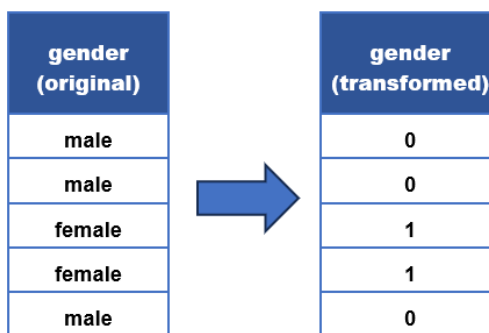 gender
(original)
male
male
female
female
male
gender
(transformed)
0
0
1
1
0